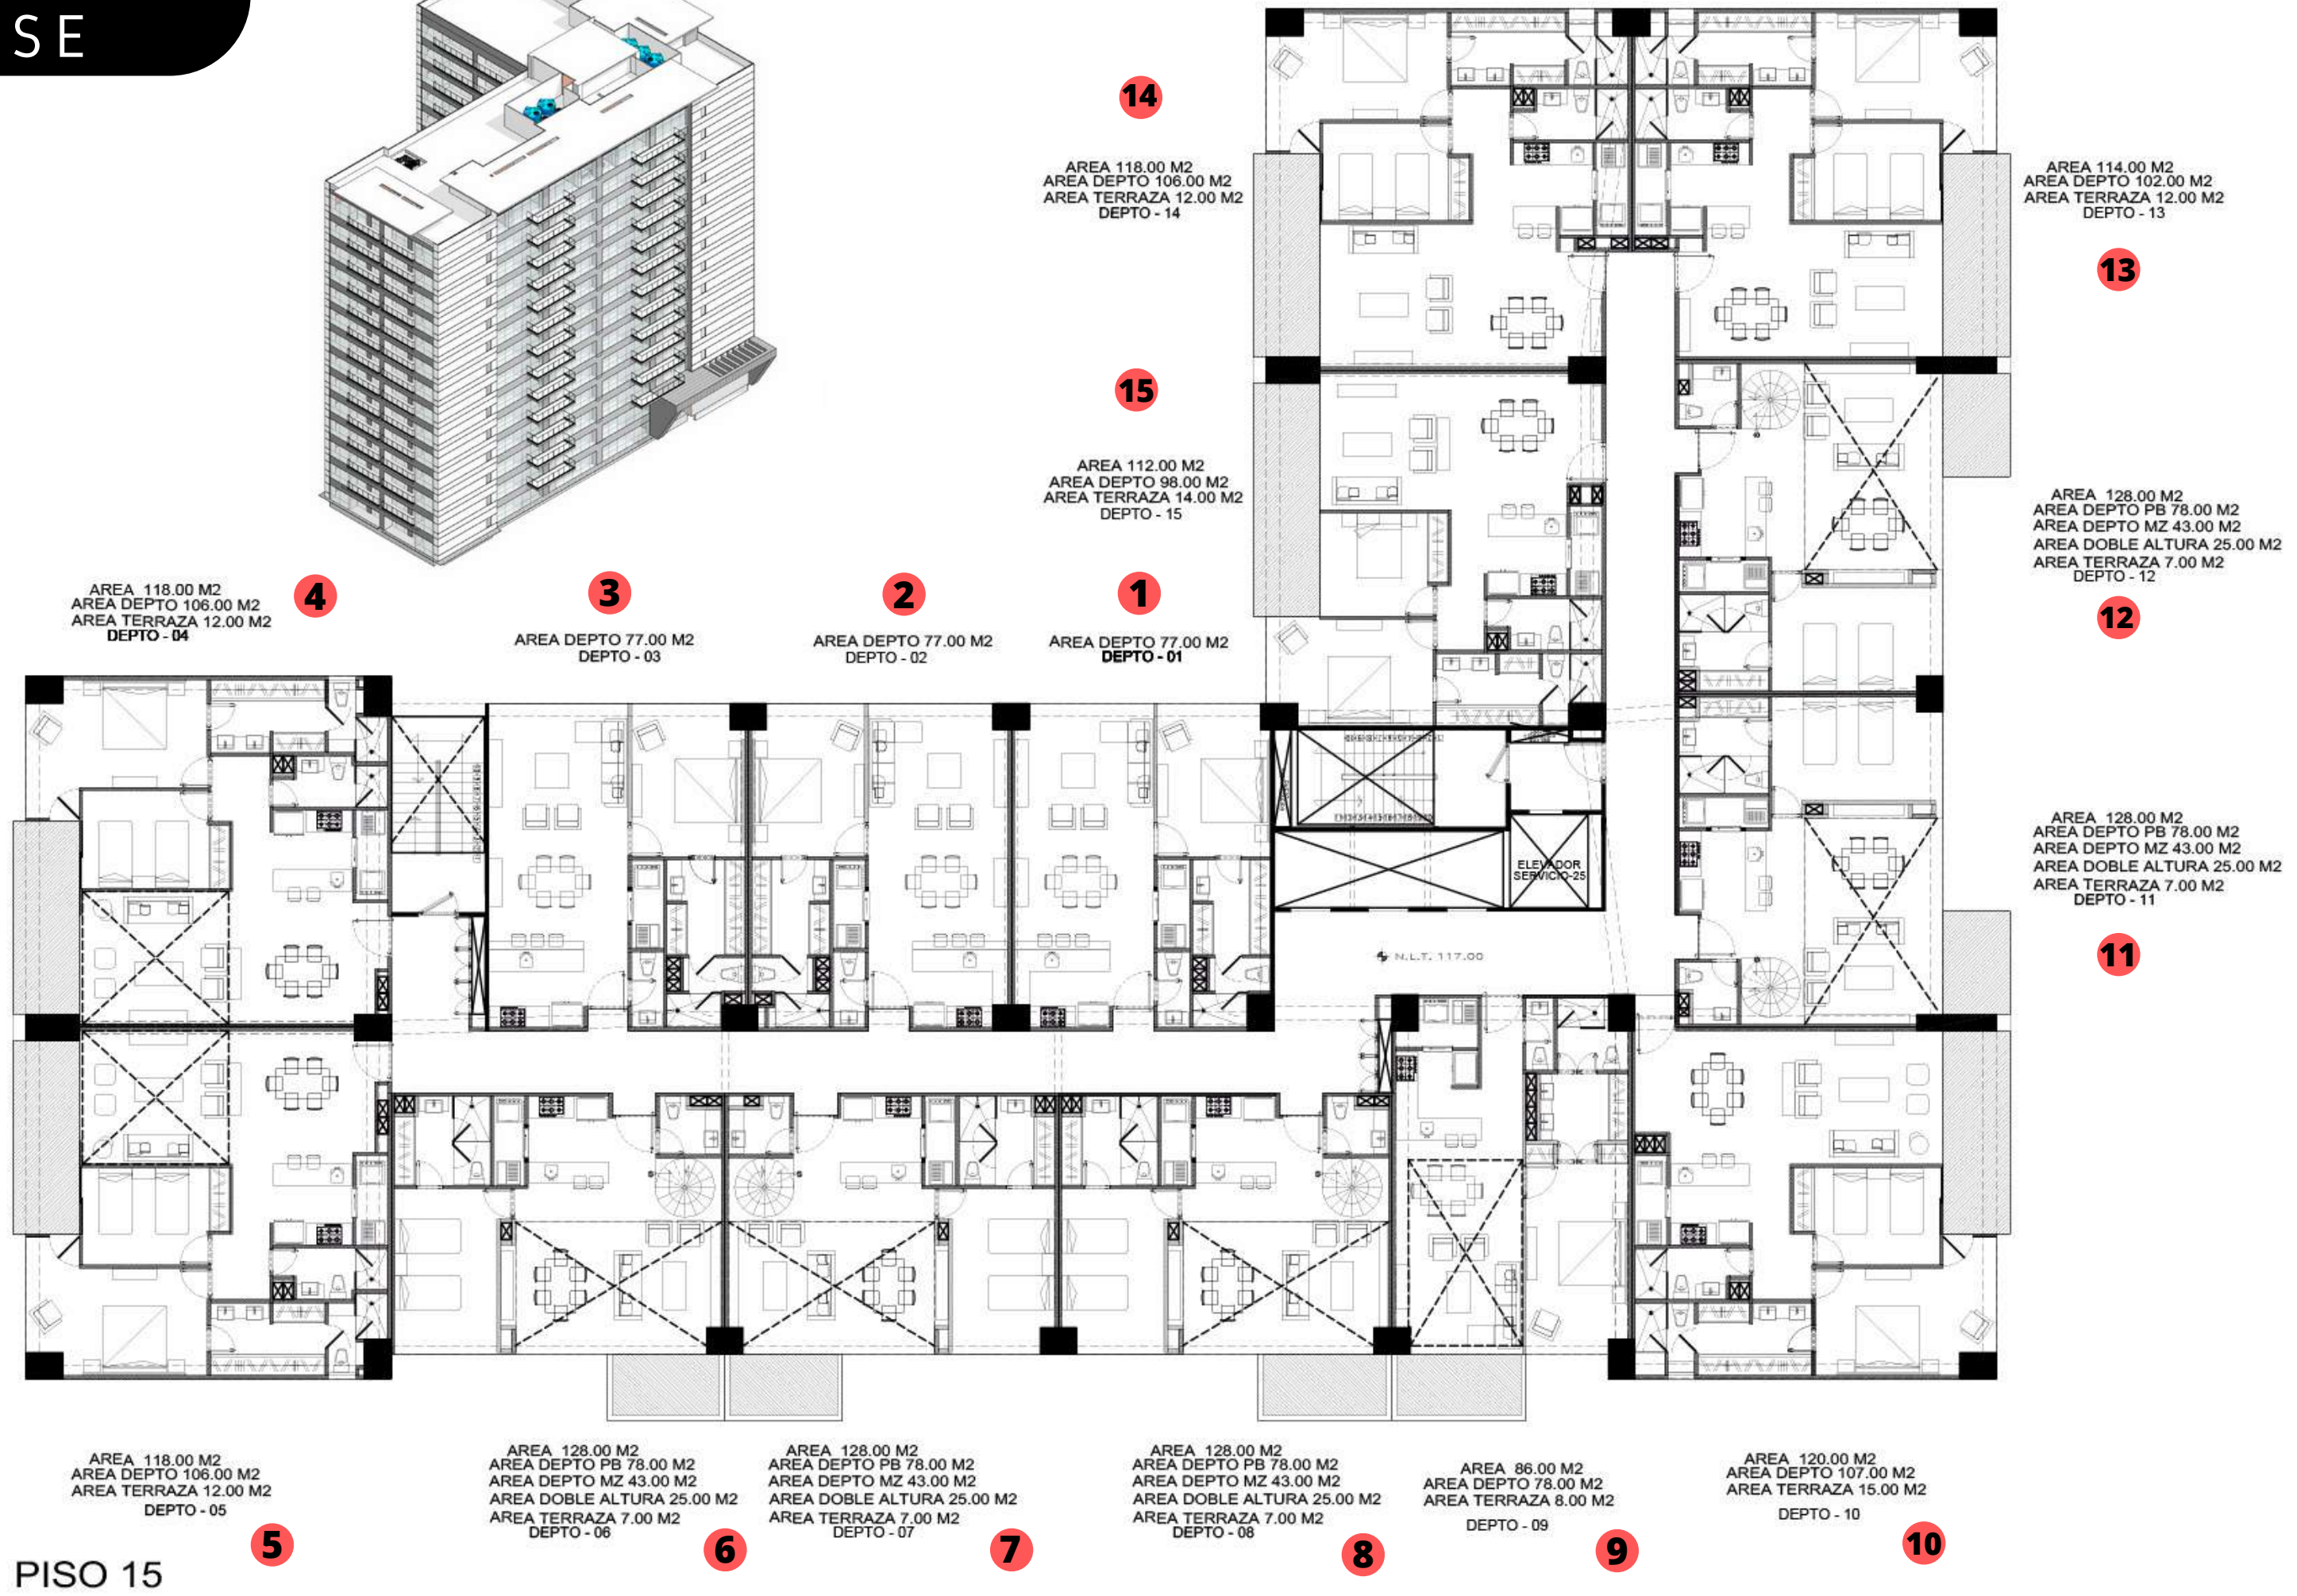 SE
14
AREA 118.00 M2
AREA DEPTO 106.00 M2
AREA TERRAZA 12.00 M2
DEPTO - 14
AREA 114.00 M2
AREA DEPTO 102.00 M2
AREA TERRAZA 12.00 M2
DEPTO - 13
13
15
AREA 112.00 M2
AREA DEPTO 98.00 M2
AREA TERRAZA 14.00 M2
DEPTO - 15
AREA 128.00 M2
AREA DEPTO PB 78.00 M2
AREA DEPTO MZ 43.00 M2
AREA DOBLE ALTURA 25.00 M2
AREA TERRAZA 7.00 M2
DEPTO - 12
12
AREA 118.00 M2
AREA DEPTO 106.00 M2
AREA TERRAZA 12.00 M2
DEPTO - 04
4
3
AREA DEPTO 77.00 M2
DEPTO - 03
2
AREA DEPTO 77.00 M2
DEPTO - 02
1
AREA DEPTO 77.00 M2
DEPTO - 01
ELEVADOR
SERVICIO-25
N.L.T. 117.00
AREA 128.00 M2
AREA DEPTO PB 78.00 M2
AREA DEPTO MZ 43.00 M2
AREA DOBLE ALTURA 25.00 M2
AREA TERRAZA 7.00 M2
DEPTO - 11
11
AREA 118.00 M2
AREA DEPTO 106.00 M2
AREA TERRAZA 12.00 M2
DEPTO - 05
5
AREA 128.00 M2
AREA DEPTO PB 78.00 M2
AREA DEPTO MZ 43.00 M2
AREA DOBLE ALTURA 25.00 M2
AREA TERRAZA 7.00 M2
DEPTO - 06
6
AREA 128.00 M2
AREA DEPTO PB 78.00 M2
AREA DEPTO MZ 43.00 M2
AREA DOBLE ALTURA 25.00 M2
AREA TERRAZA 7.00 M2
DEPTO - 07
7
AREA 128.00 M2
AREA DEPTO PB 78.00 M2
AREA DEPTO MZ 43.00 M2
AREA DOBLE ALTURA 25.00 M2
AREA TERRAZA 7.00 M2
DEPTO - 08
8
AREA 86.00 M2
AREA DEPTO 78.00 M2
AREA TERRAZA 8.00 M2
DEPTO - 09
9
AREA 120.00 M2
AREA DEPTO 107.00 M2
AREA TERRAZA 15.00 M2
DEPTO - 10
10
PISO 15